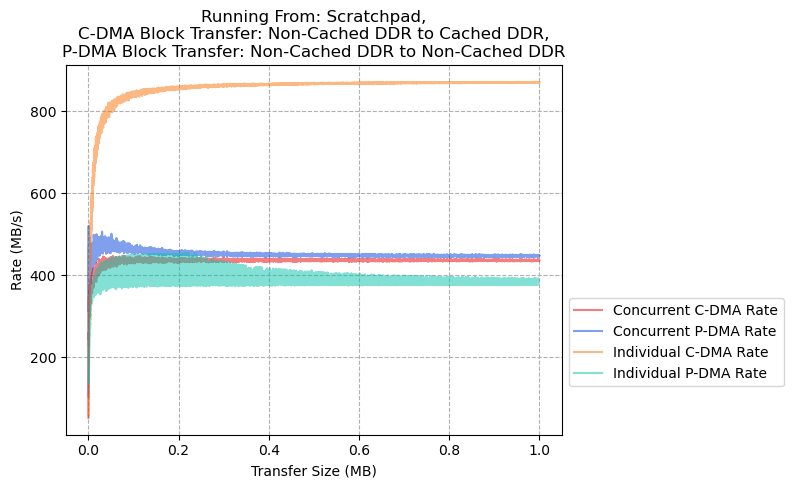 Running From: Scratchpad,
C-DMA Block Transfer: Non-Cached DDR to Cached DDR,
P-DMA Block Transfer: Non-Cached DDR to Non-Cached DDR
800
600
400
200
Rate (MB/s)
0.0 0.2 0.4 0.6 0.8 1.0
Transfer Size (MB)
Concurrent C-DMA Rate
Concurrent P-DMA Rate
Individual C-DMA Rate
Individual P-DMA Rate